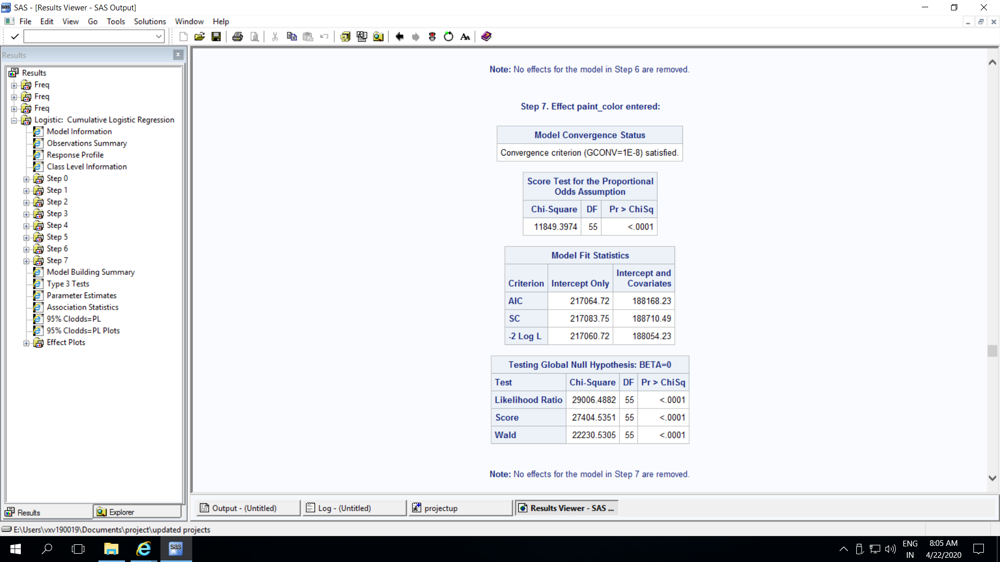 SAS - [Results Viewer - SAS Output]
File Edit View Go Tools Solutions Window Help
Results
Results
Freq
Freq
Freq
Logistic: Cumulative Logistic Regression
Model Information
Observations Summary
Response Profile
Class Level Information
Step 0
Step 1
Step 2
Step 3
Step 4
Step 5
Step 6
Step 7
Model Building Summary
Type 3 Tests
Parameter Estimates
Association Statistics
95% Clodds=PL
95% Clodds=PL Plots
Effect Plots
Results Explorer
Note: No effects for the model in Step 6 are removed.
Step 7. Effect paint_color entered:
Model Convergence Status
Convergence criterion (GCONV=1E-8) satisfied.
Score Test for the Proportional
Odds Assumption
Chi-Square DF Pr > ChiSq
11849.3974 55 <.0001
Model Fit Statistics
Criterion Intercept Only Intercept and Covariates
AIC 217064.72 188168.23
SC 217083.75 188710.49
-2 Log L 217060.72 188054.23
Testing Global Null Hypothesis: BETA=0
Test Chi-Square DF Pr > ChiSq
Likelihood Ratio 29006.4882 55 <.0001
Score 27404.5351 55 <.0001
Wald 22230.5305 55 <.0001
Note: No effects for the model in Step 7 are removed.
Output - (Untitled) Log - (Untitled) projectup Results Viewer - SAS ...
E:\Users\vxv190019\Documents\project\updated projects
sas
ENG
IN
8:05 AM
4/22/2020